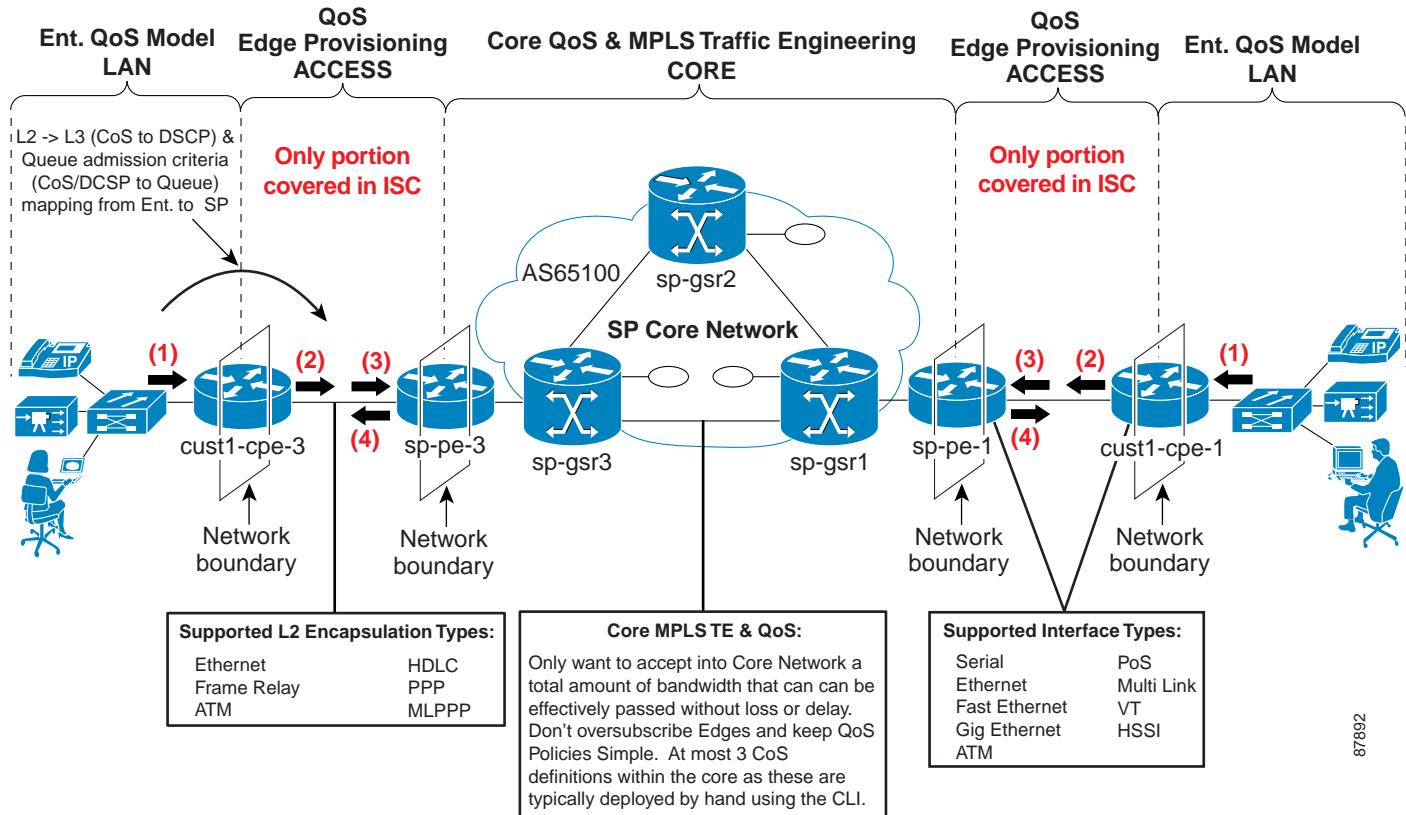 Ent. QoS Model
LAN
QoS
Edge Provisioning
ACCESS
Core QoS & MPLS Traffic Engineering
CORE
QoS
Edge Provisioning
ACCESS
Ent. QoS Model
LAN
L2 -> L3 (CoS to DSCP) &
Queue admission criteria
(CoS/DCSP to Queue)
mapping from Ent. to SP
Only portion
covered in ISC
Only portion
covered in ISC
AS65100
sp-gsr2
SP Core Network
IP
(1)
(2)
(3)
(4)
cust1-cpe-3
sp-pe-3
sp-gsr3
sp-gsr1
(3)
(2)
(1)
(4)
sp-pe-1
cust1-cpe-1
IP
Network
boundary
Network
boundary
Network
boundary
Network
boundary
Supported L2 Encapsulation Types:
Ethernet HDLC
Frame Relay PPP
ATM MLPPP
Core MPLS TE & QoS:
Only want to accept into Core Network a
total amount of bandwidth that can can be
effectively passed without loss or delay.
Don't oversubscribe Edges and keep QoS
Policies Simple. At most 3 CoS
definitions within the core as these are
typically deployed by hand using the CLI.
Supported Interface Types:
Serial PoS
Ethernet Multi Link
Fast Ethernet VT
Gig Ethernet HSSI
ATM
87892